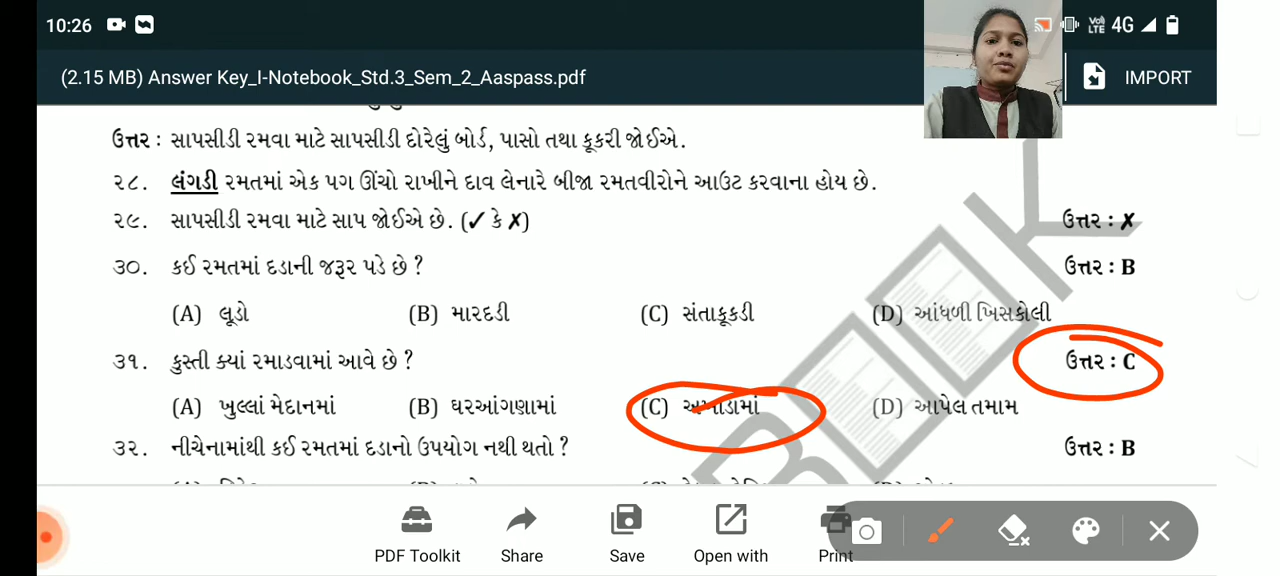 10:26 Vo) LTE 4G
(2.15 MB) Answer Key_I-Notebook_Std.3_Sem_2_Aaspass.pdf IMPORT
ઉત્તર : સાપસીડી રમવા માટે સાપસીડી દોરેલું બોર્ડ, પાસો તથા કૂકરી જોઈએ.
૨૮. લંગડી રમતમાં એક પગ ઊંચો રાખીને દાવ લેનારે બીજા રમતવીરોને આઉટ કરવાના હોય છે.
૨૯. સાપસીડી રમવા માટે સાપ જોઈએ છે. (✓ કે ✗) ઉત્તર : ✗
૩૦. કઈ રમતમાં દડાની જરૂર પડે છે ? ઉત્તર : B
(A) લૂડો (B) મારદડી (C) સંતાકૂકડી (D) આંધળી ખિસકોલી
૩૧. કુસ્તી ક્યાં રમાડવામાં આવે છે ? ઉત્તર : C
(A) ખુલ્લાં મેદાનમાં (B) ઘરઆંગણામાં (C) અખાડામાં (D) આપેલ તમામ
૩૨. નીચેનામાંથી કઈ રમતમાં દડાનો ઉપયોગ નથી થતો ? ઉત્તર : B
PDF Toolkit Share Save Open with Print